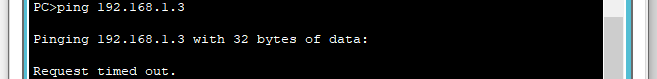 PC>ping 192.168.1.3
Pinging 192.168.1.3 with 32 bytes of data:
Request timed out.